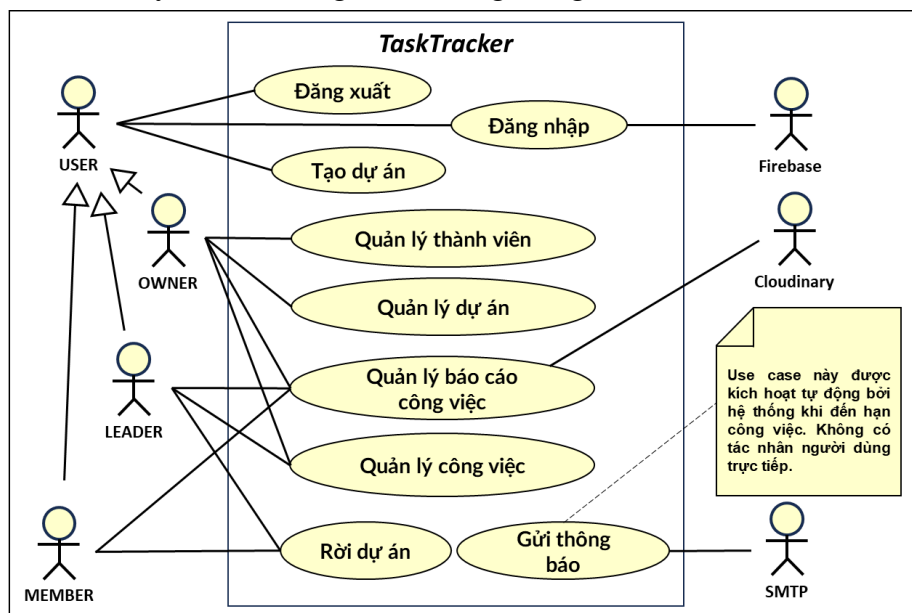 TaskTracker
Đăng xuất
Đăng nhập
Tạo dự án
USER
Firebase
Quản lý thành viên
OWNER
Cloudinary
Quản lý dự án
Quản lý báo cáo
công việc
LEADER
Use case này được
kích hoạt tự động bởi
hệ thống khi đến hạn
công việc. Không có
tác nhân người dùng
trực tiếp.
Quản lý công việc
Rời dự án
Gửi thông
báo
MEMBER
SMTP